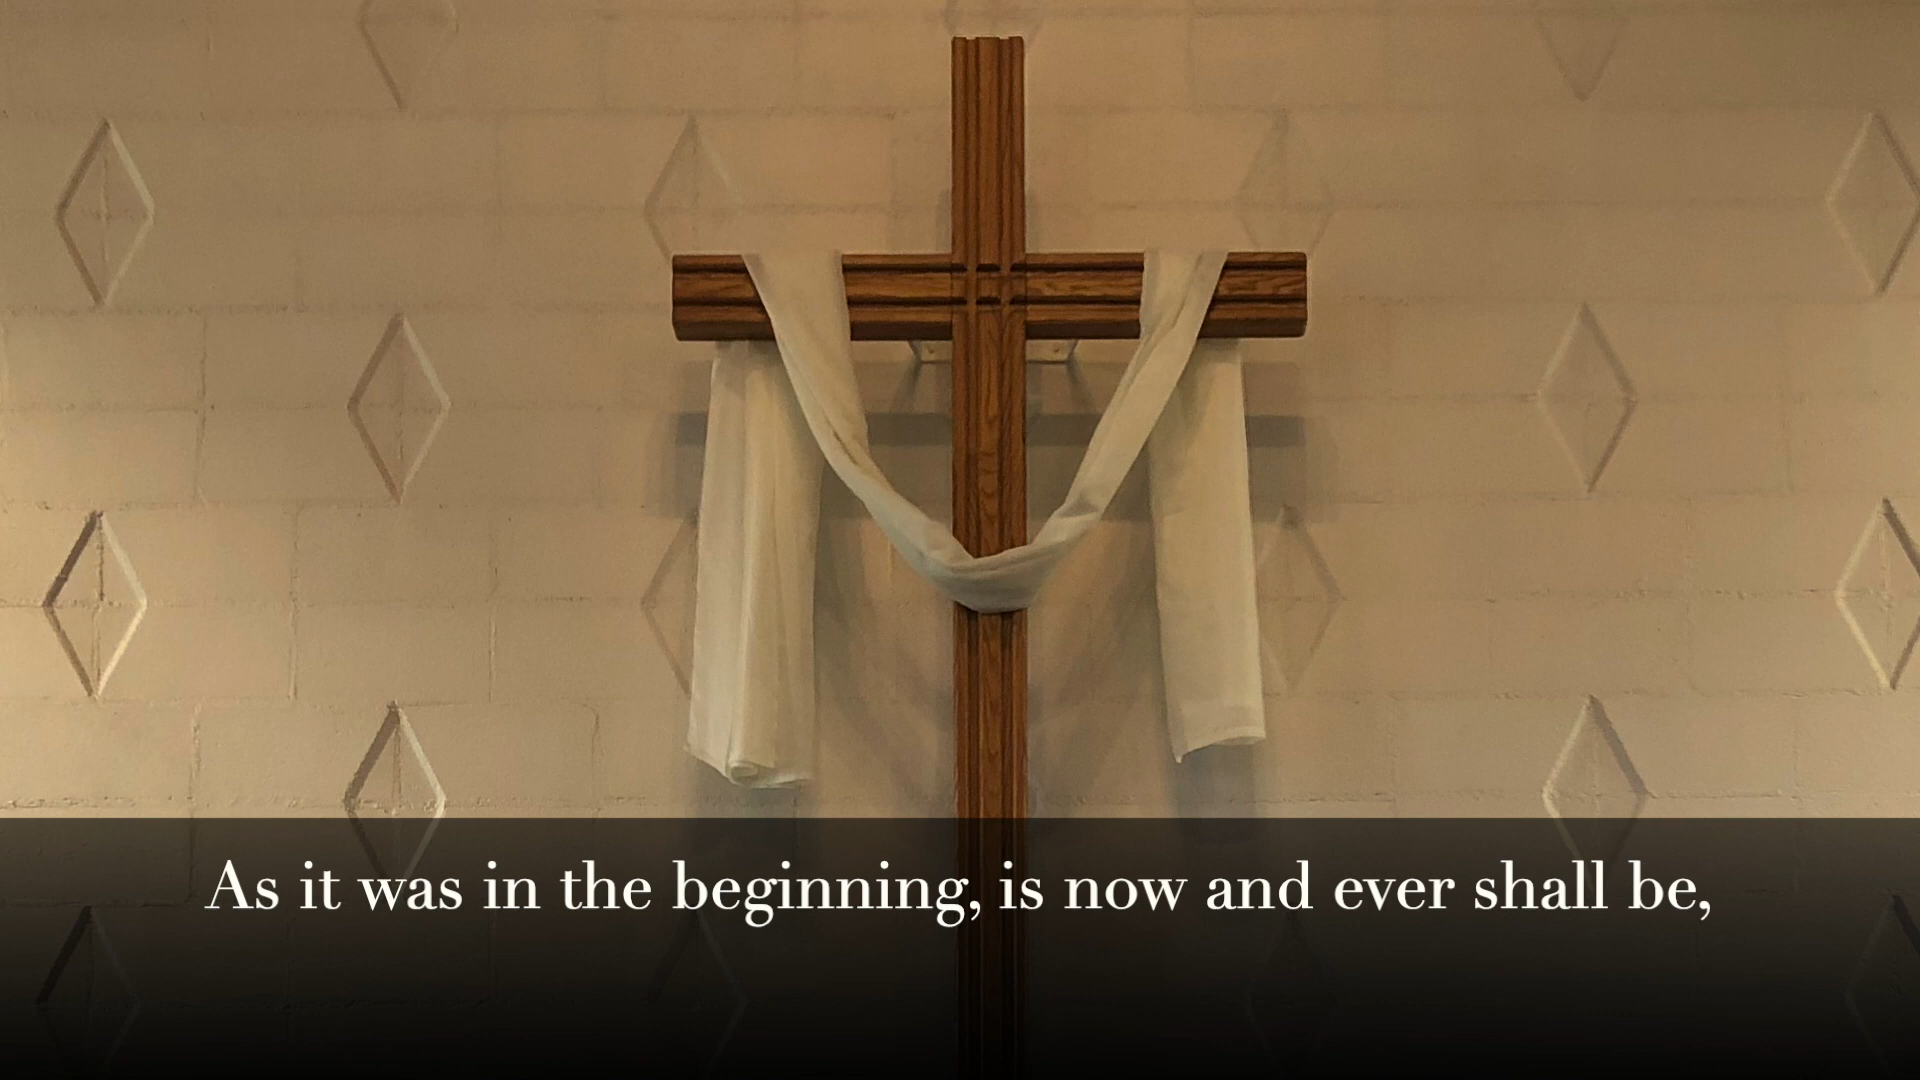 As it was in the beginning, is now and ever shall be,